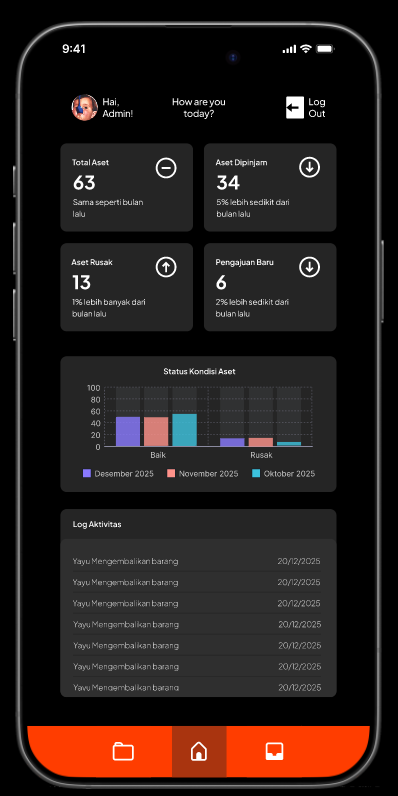 9:41
Hai,
Admin!
How are you
today?
Log
Out
Total Aset
63
Sama seperti bulan
lalu
Aset Dipinjam
34
5% lebih sedikit dari
bulan lalu
Aset Rusak
13
1% lebih banyak dari
bulan lalu
Pengajuan Baru
6
2% lebih sedikit dari
bulan lalu
Status Kondisi Aset
100
80
60
40
20
0
Baik Rusak
Desember 2025 November 2025 Oktober 2025
Log Aktivitas
Yayu Mengembalikan barang 20/12/2025
Yayu Mengembalikan barang 20/12/2025
Yayu Mengembalikan barang 20/12/2025
Yayu Mengembalikan barang 20/12/2025
Yayu Mengembalikan barang 20/12/2025
Yayu Mengembalikan barang 20/12/2025
Yayu Mengembalikan barang 20/12/2025